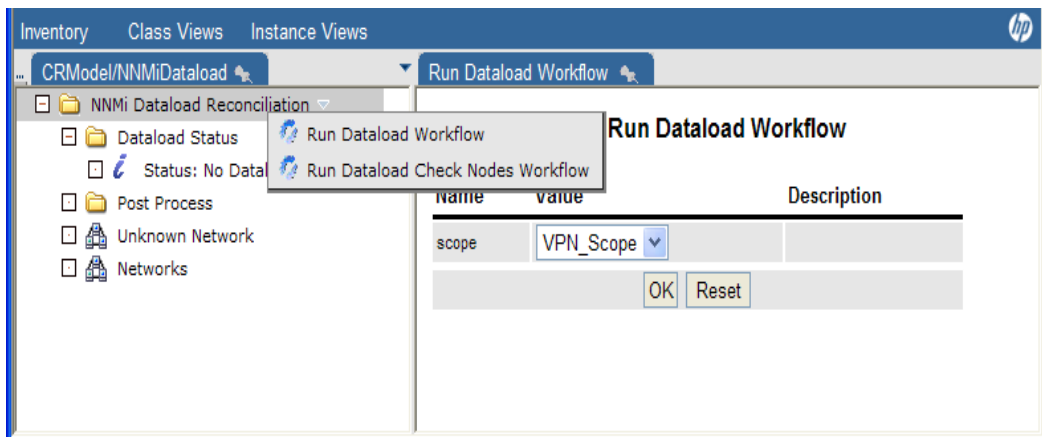 Inventory Class Views Instance Views hp
... CRModel/NNMiDataload Run Dataload Workflow
NNMi Dataload Reconciliation
Run Dataload Workflow
Run Dataload Check Nodes Workflow
Dataload Status
Status: No Datal
Post Process
Unknown Network
Networks
Run Dataload Workflow
Name Value Description
scope VPN_Scope
OK Reset